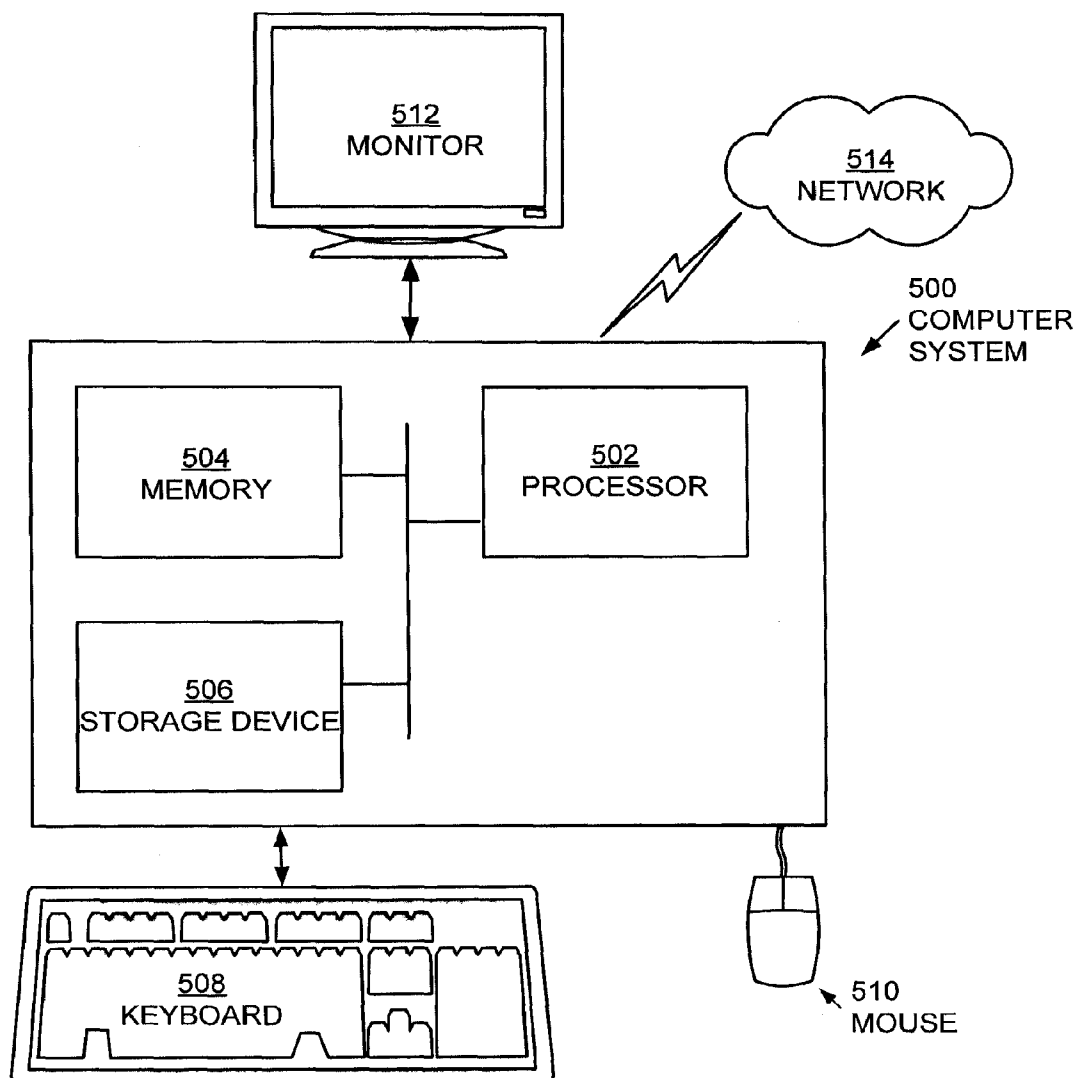 512
MONITOR
514
NETWORK
500
COMPUTER
SYSTEM
504
MEMORY
502
PROCESSOR
506
STORAGE DEVICE
508
KEYBOARD
510
MOUSE